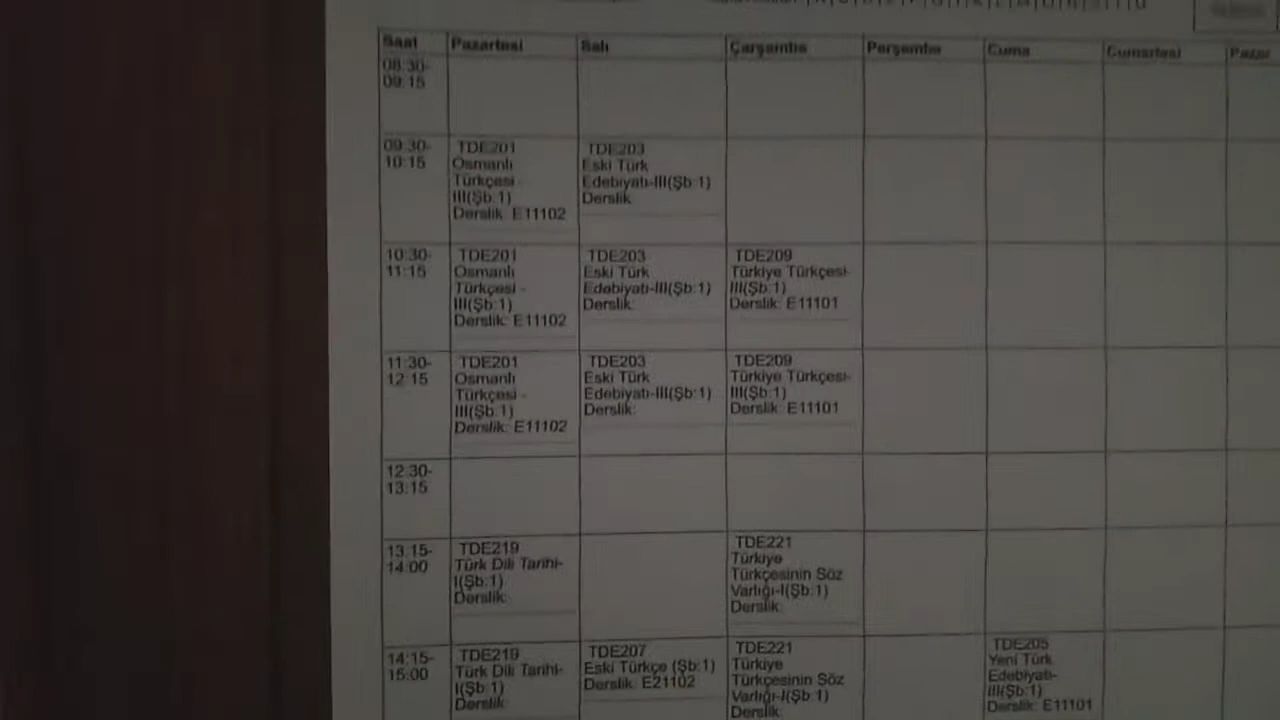 Saat Pazartesi Salı Çarşamba Perşembe Cuma Cumartesi Pazar
08:30-
09:15
09:30-
10:15
TDE201
Osmanlı
Türkçesi -
III(Şb:1)
Derslik: E11102
TDE203
Eski Türk
Edebiyatı-III(Şb:1)
Derslik:
10:30-
11:15
TDE201
Osmanlı
Türkçesi -
III(Şb:1)
Derslik: E11102
TDE203
Eski Türk
Edebiyatı-III(Şb:1)
Derslik:
TDE209
Türkiye Türkçesi-
III(Şb:1)
Derslik: E11101
11:30-
12:15
TDE201
Osmanlı
Türkçesi -
III(Şb:1)
Derslik: E11102
TDE203
Eski Türk
Edebiyatı-III(Şb:1)
Derslik:
TDE209
Türkiye Türkçesi-
III(Şb:1)
Derslik: E11101
12:30-
13:15
13:15-
14:00
TDE219
Türk Dili Tarihi-
I(Şb:1)
Derslik:
TDE221
Türkiye
Türkçesinin Söz
Varlığı-I(Şb:1)
Derslik:
14:15-
15:00
TDE219
Türk Dili Tarihi-
I(Şb:1)
Derslik:
TDE207
Eski Türkçe (Şb:1)
Derslik: E21102
TDE221
Türkiye
Türkçesinin Söz
Varlığı-I(Şb:1)
Derslik:
TDE205
Yeni Türk
Edebiyatı-
III(Şb:1)
Derslik: E11101